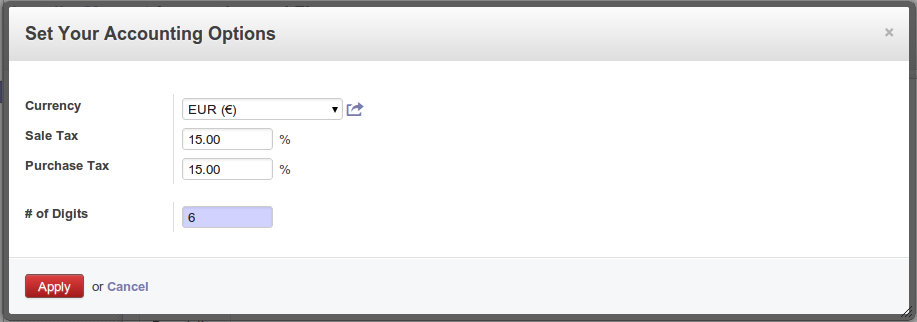 Set Your Accounting Options
×
Currency
EUR (€)
Sale Tax
15.00 %
Purchase Tax
15.00 %
# of Digits
6
Apply or Cancel